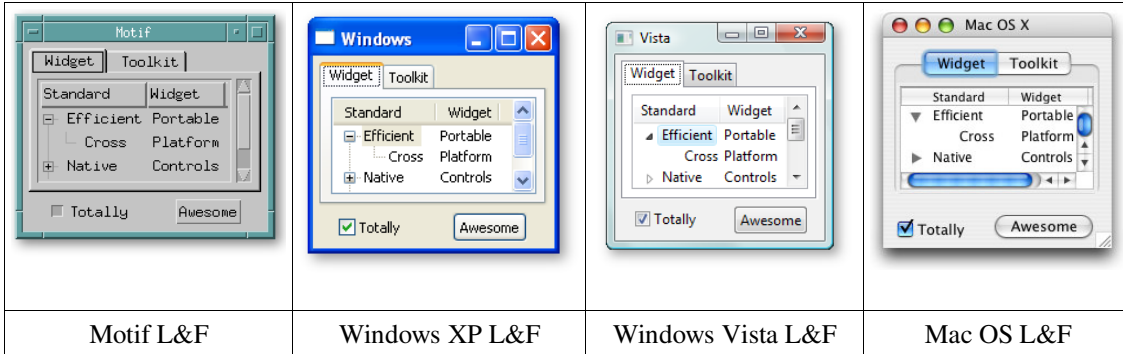 Motif
Widget Toolkit
Standard Widget
Efficient Portable
Cross Platform
Native Controls
Totally Awesome
Motif L&F
Windows
Widget Toolkit
Standard Widget
Efficient Portable
Cross Platform
Native Controls
Totally Awesome
Windows XP L&F
Vista
Widget Toolkit
Standard Widget
Efficient Portable
Cross Platform
Native Controls
Totally Awesome
Windows Vista L&F
Mac OS X
Widget Toolkit
Standard Widget
Efficient Portable
Cross Platform
Native Controls
Totally Awesome
Mac OS L&F